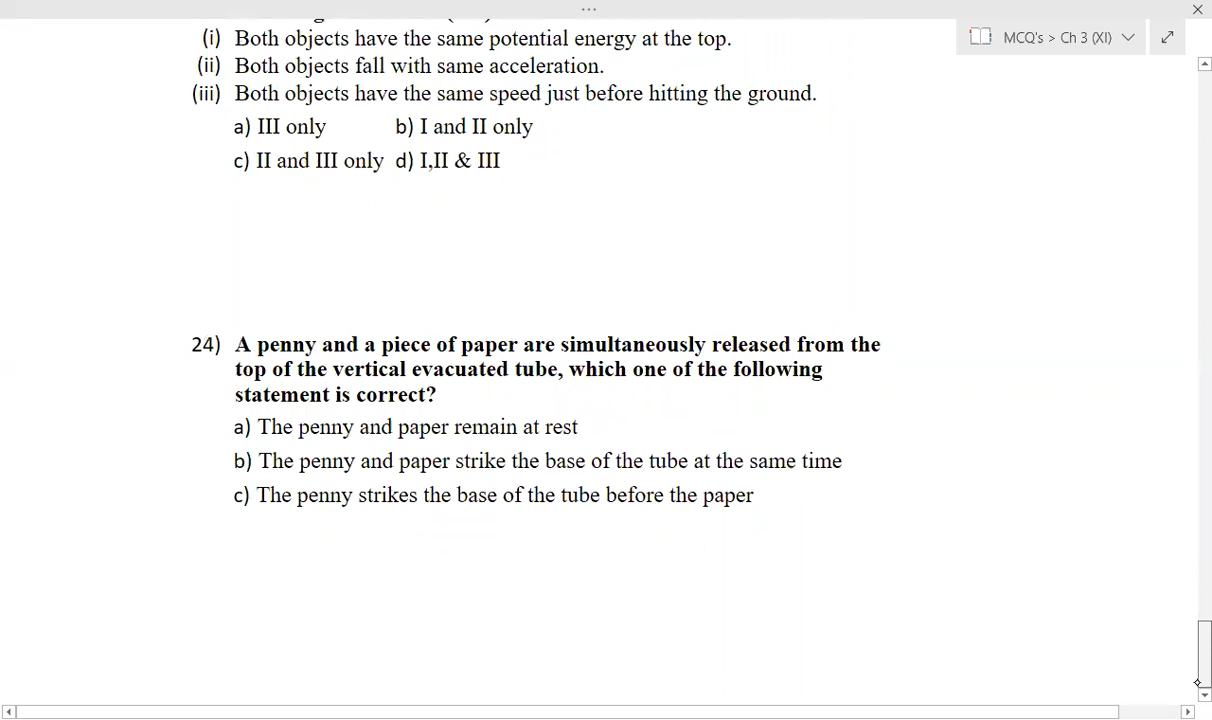 MCQ's > Ch 3 (XI)
(i) Both objects have the same potential energy at the top.
(ii) Both objects fall with same acceleration.
(iii) Both objects have the same speed just before hitting the ground.
a) III only b) I and II only
c) II and III only d) I,II & III
24) A penny and a piece of paper are simultaneously released from the
top of the vertical evacuated tube, which one of the following
statement is correct?
a) The penny and paper remain at rest
b) The penny and paper strike the base of the tube at the same time
c) The penny strikes the base of the tube before the paper